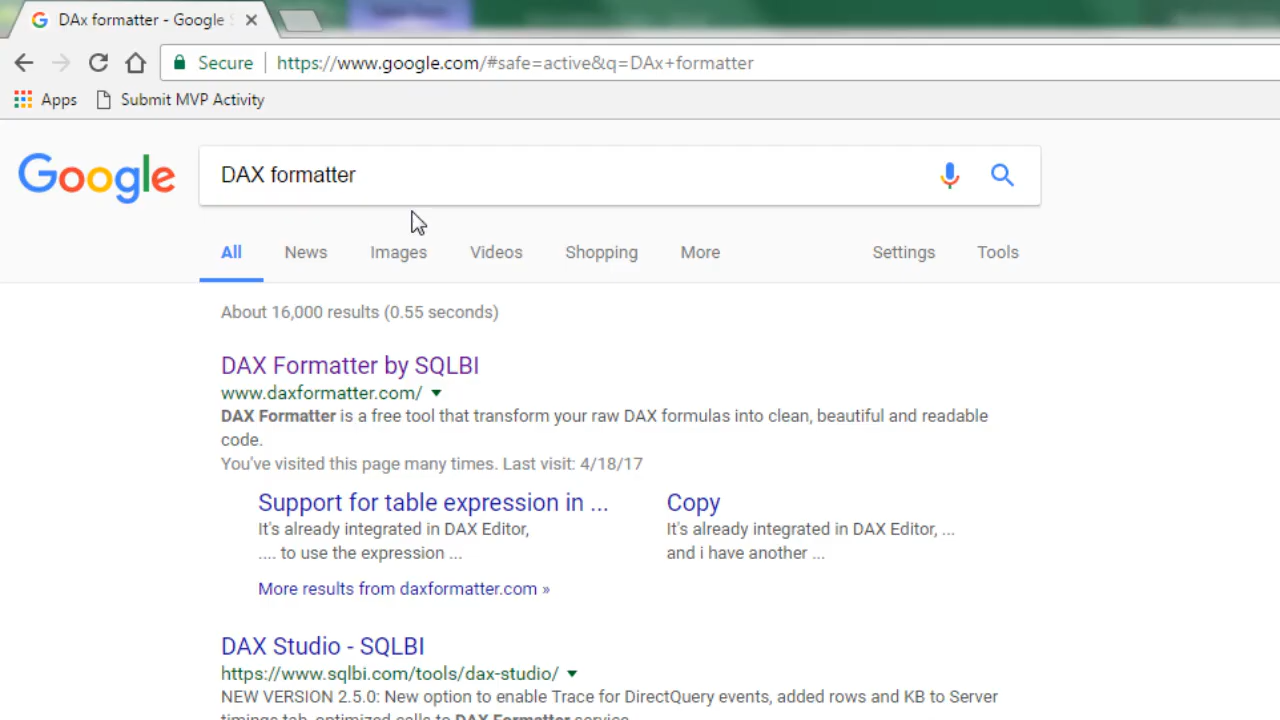 DAx formatter - Google S
Secure https://www.google.com/#safe=active&q=DAx+formatter
Apps Submit MVP Activity
Google DAX formatter
All News Images Videos Shopping More Settings Tools
About 16,000 results (0.55 seconds)
DAX Formatter by SQLBI
www.daxformatter.com/
DAX Formatter is a free tool that transform your raw DAX formulas into clean, beautiful and readable
code.
You've visited this page many times. Last visit: 4/18/17
Support for table expression in ... Copy
It's already integrated in DAX Editor, It's already integrated in DAX Editor, ...
.... to use the expression ... and i have another ...
More results from daxformatter.com »
DAX Studio - SQLBI
https://www.sqlbi.com/tools/dax-studio/
NEW VERSION 2.5.0: New option to enable Trace for DirectQuery events, added rows and KB to Server
timings tab, optimized calls to DAX Formatter service